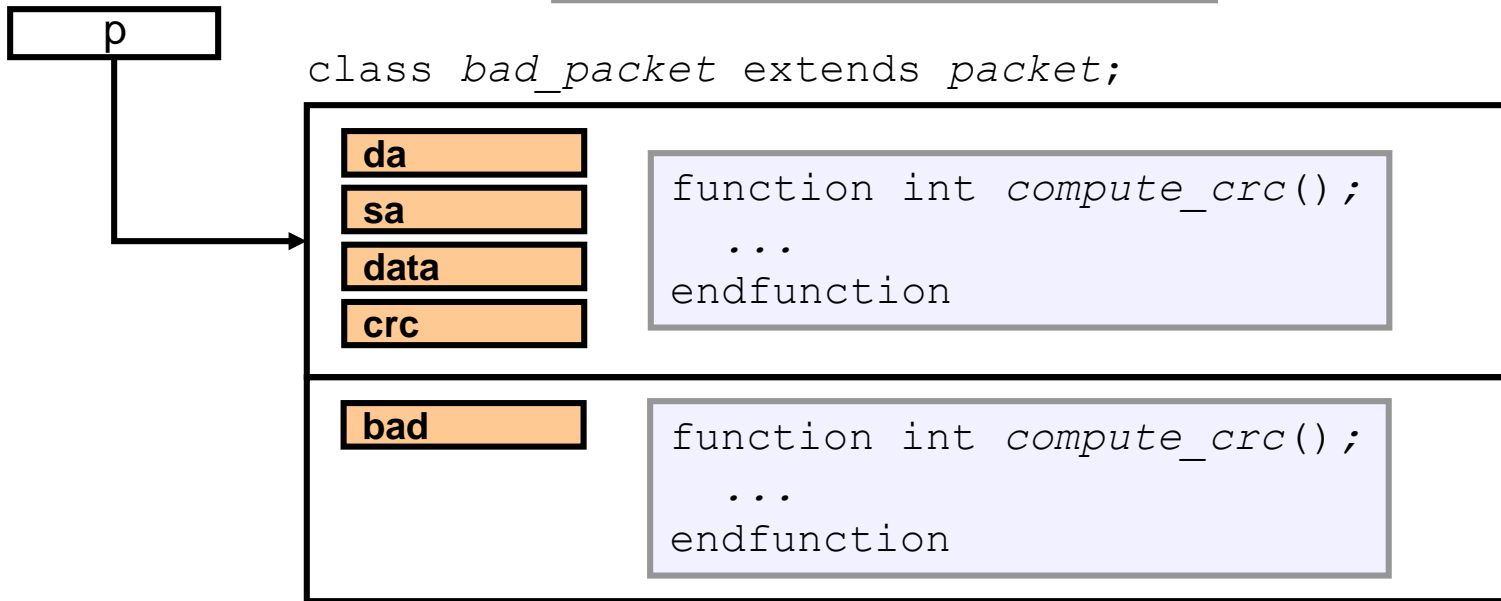 p
class bad_packet extends packet;
da
sa
data
crc
function int compute_crc();
...
endfunction
bad
function int compute_crc();
...
endfunction